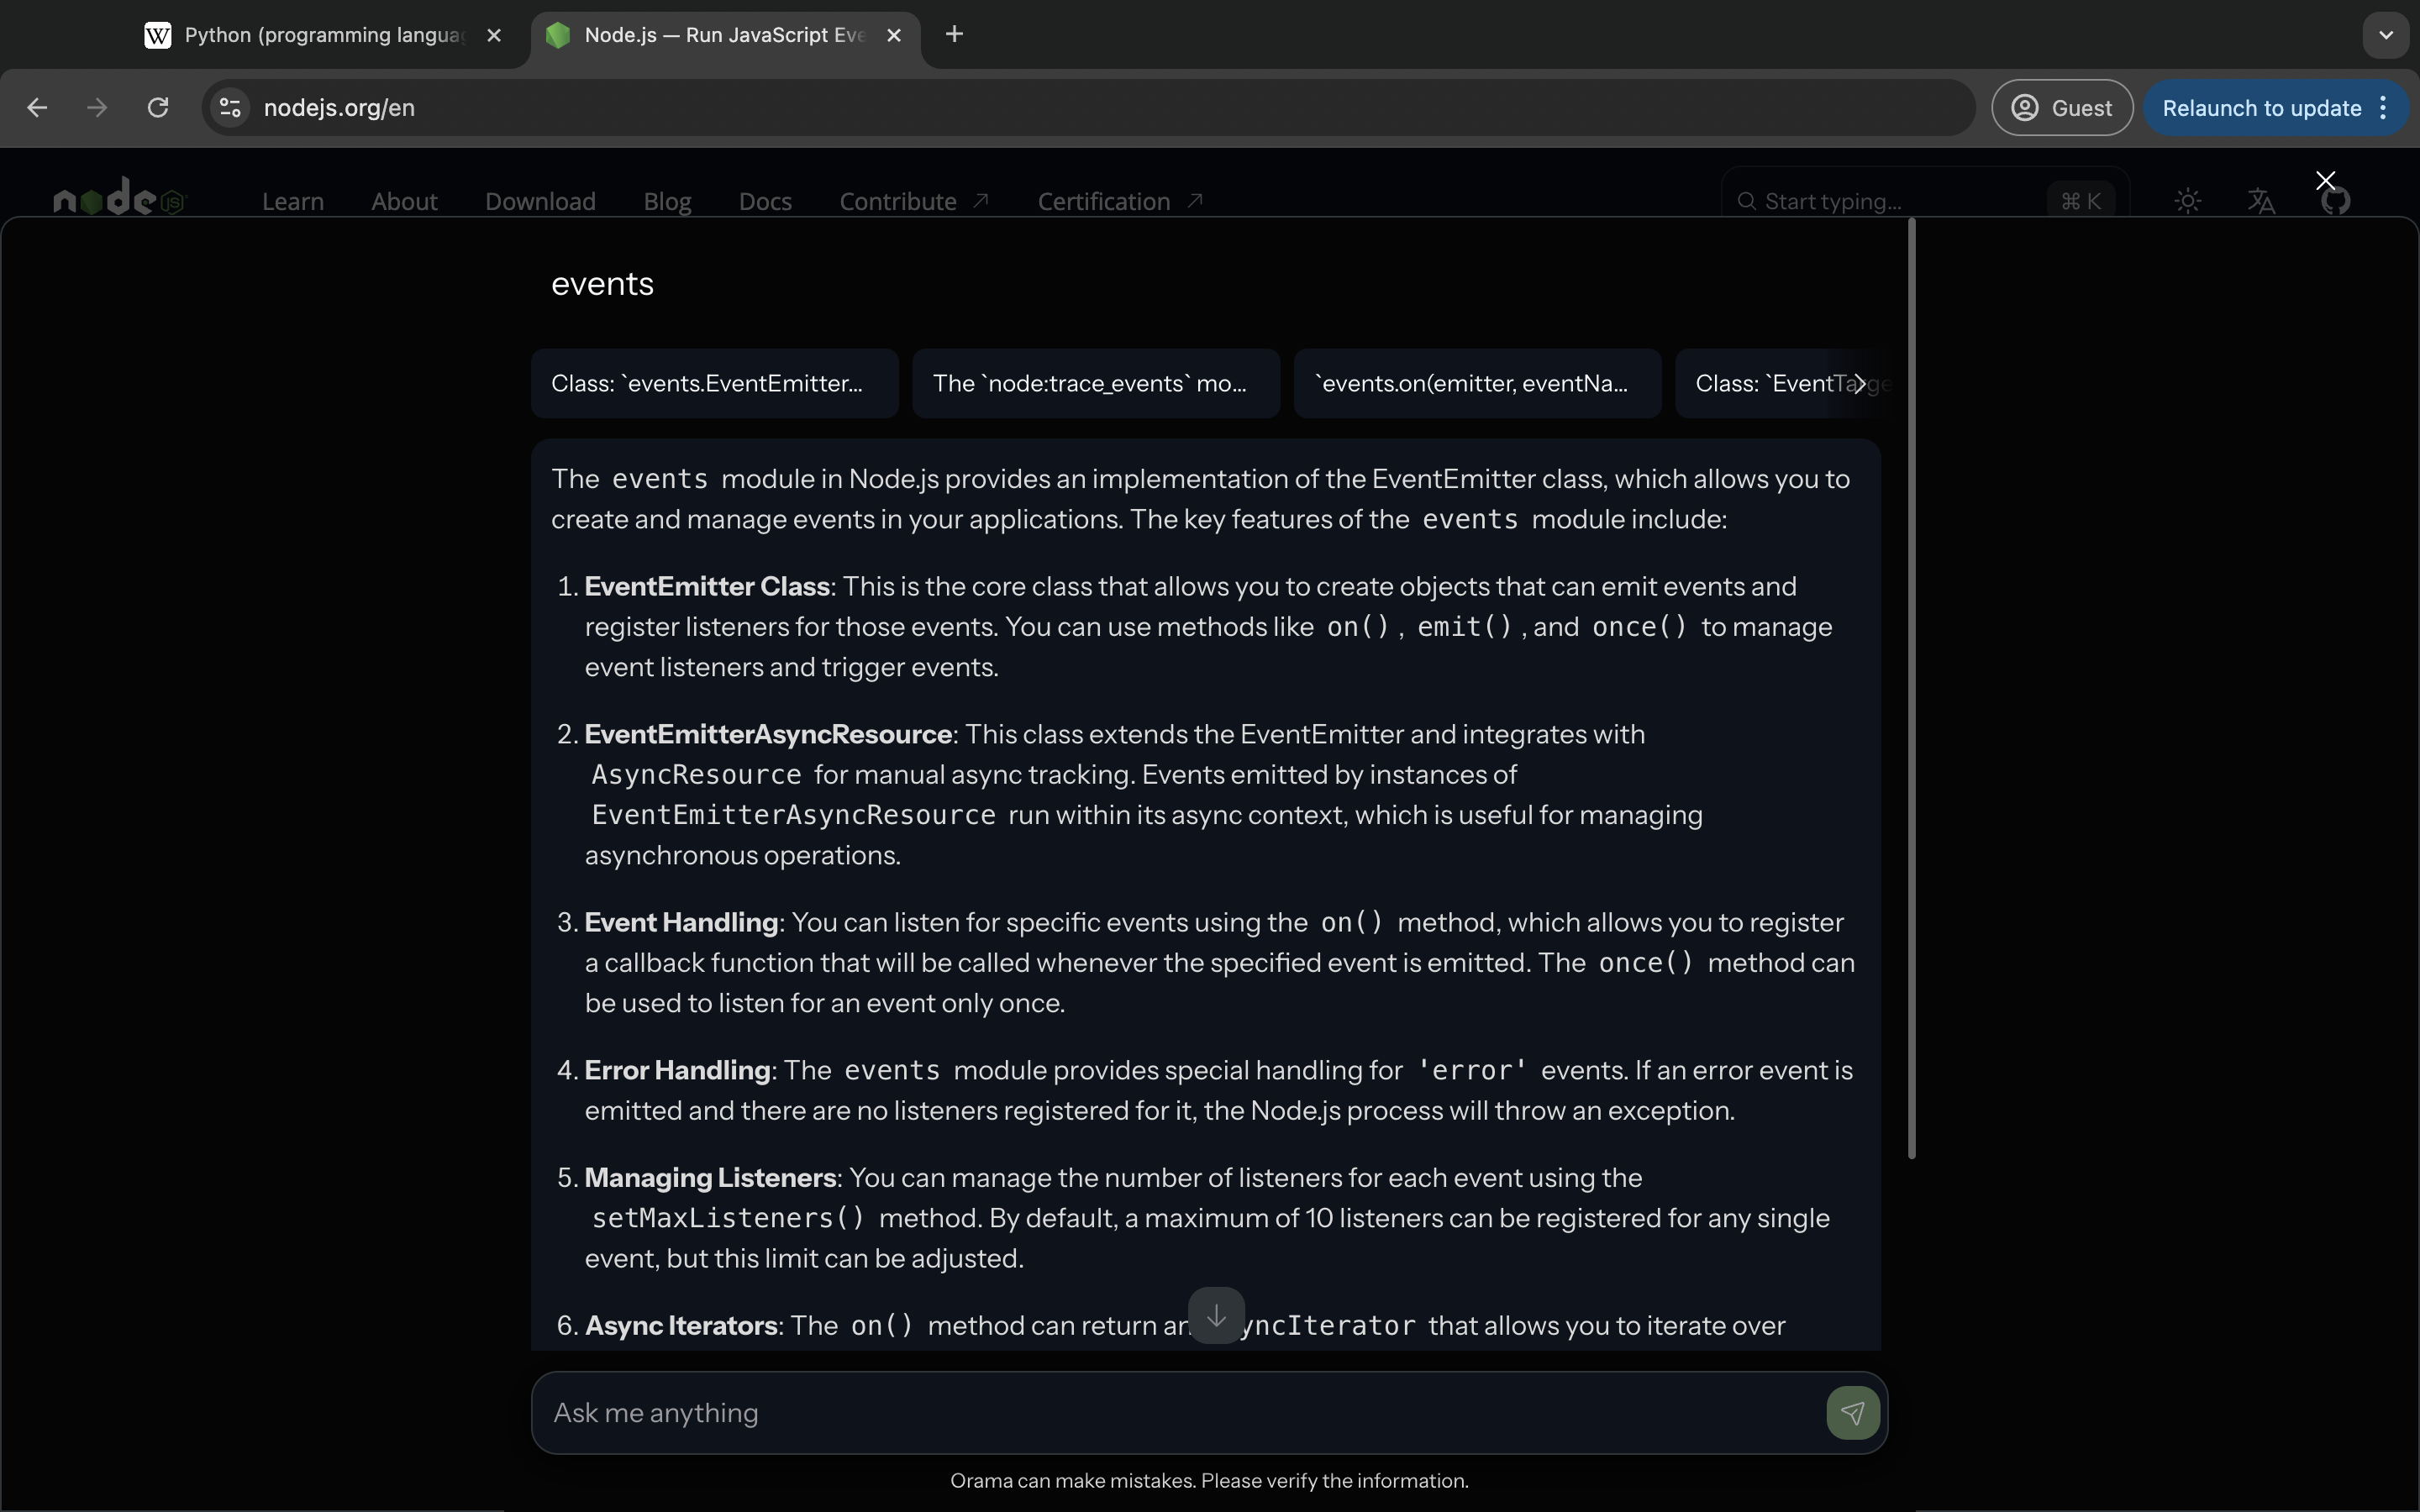 Python (programming langua
Node.js — Run JavaScript Eve
nodejs.org/en
Guest
Relaunch to update
node JS
Learn
About
Download
Blog
Docs
Contribute
Certification
Start typing...
⌘ K
events
Class: `events.EventEmitter...
The `node:trace_events` mo...
`events.on(emitter, eventNa...
Class: `EventTarge
The events module in Node.js provides an implementation of the EventEmitter class, which allows you to
create and manage events in your applications. The key features of the events module include:
1. EventEmitter Class: This is the core class that allows you to create objects that can emit events and
register listeners for those events. You can use methods like on() , emit() , and once() to manage
event listeners and trigger events.
2. EventEmitterAsyncResource: This class extends the EventEmitter and integrates with
AsyncResource for manual async tracking. Events emitted by instances of
EventEmitterAsyncResource run within its async context, which is useful for managing
asynchronous operations.
3. Event Handling: You can listen for specific events using the on() method, which allows you to register
a callback function that will be called whenever the specified event is emitted. The once() method can
be used to listen for an event only once.
4. Error Handling: The events module provides special handling for 'error' events. If an error event is
emitted and there are no listeners registered for it, the Node.js process will throw an exception.
5. Managing Listeners: You can manage the number of listeners for each event using the
setMaxListeners() method. By default, a maximum of 10 listeners can be registered for any single
event, but this limit can be adjusted.
6. Async Iterators: The on() method can return an yncIterator that allows you to iterate over
Ask me anything
Orama can make mistakes. Please verify the information.